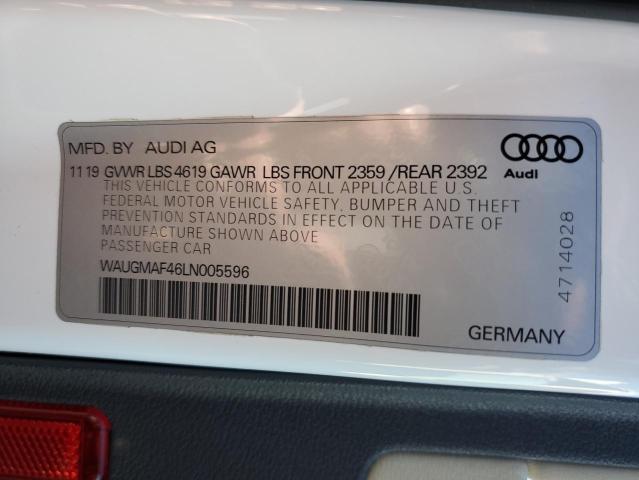 MFD. BY AUDI AG
Audi
11 19 GVWR LBS 4619 GAWR LBS FRONT 2359 / REAR 2392
THIS VEHICLE CONFORMS TO ALL APPLICABLE U.S.
FEDERAL MOTOR VEHICLE SAFETY, BUMPER AND THEFT
PREVENTION STANDARDS IN EFFECT ON THE DATE OF
MANUFACTURE SHOWN ABOVE
PASSENGER CAR
WAUGMAF46LN005596
4714028
GERMANY